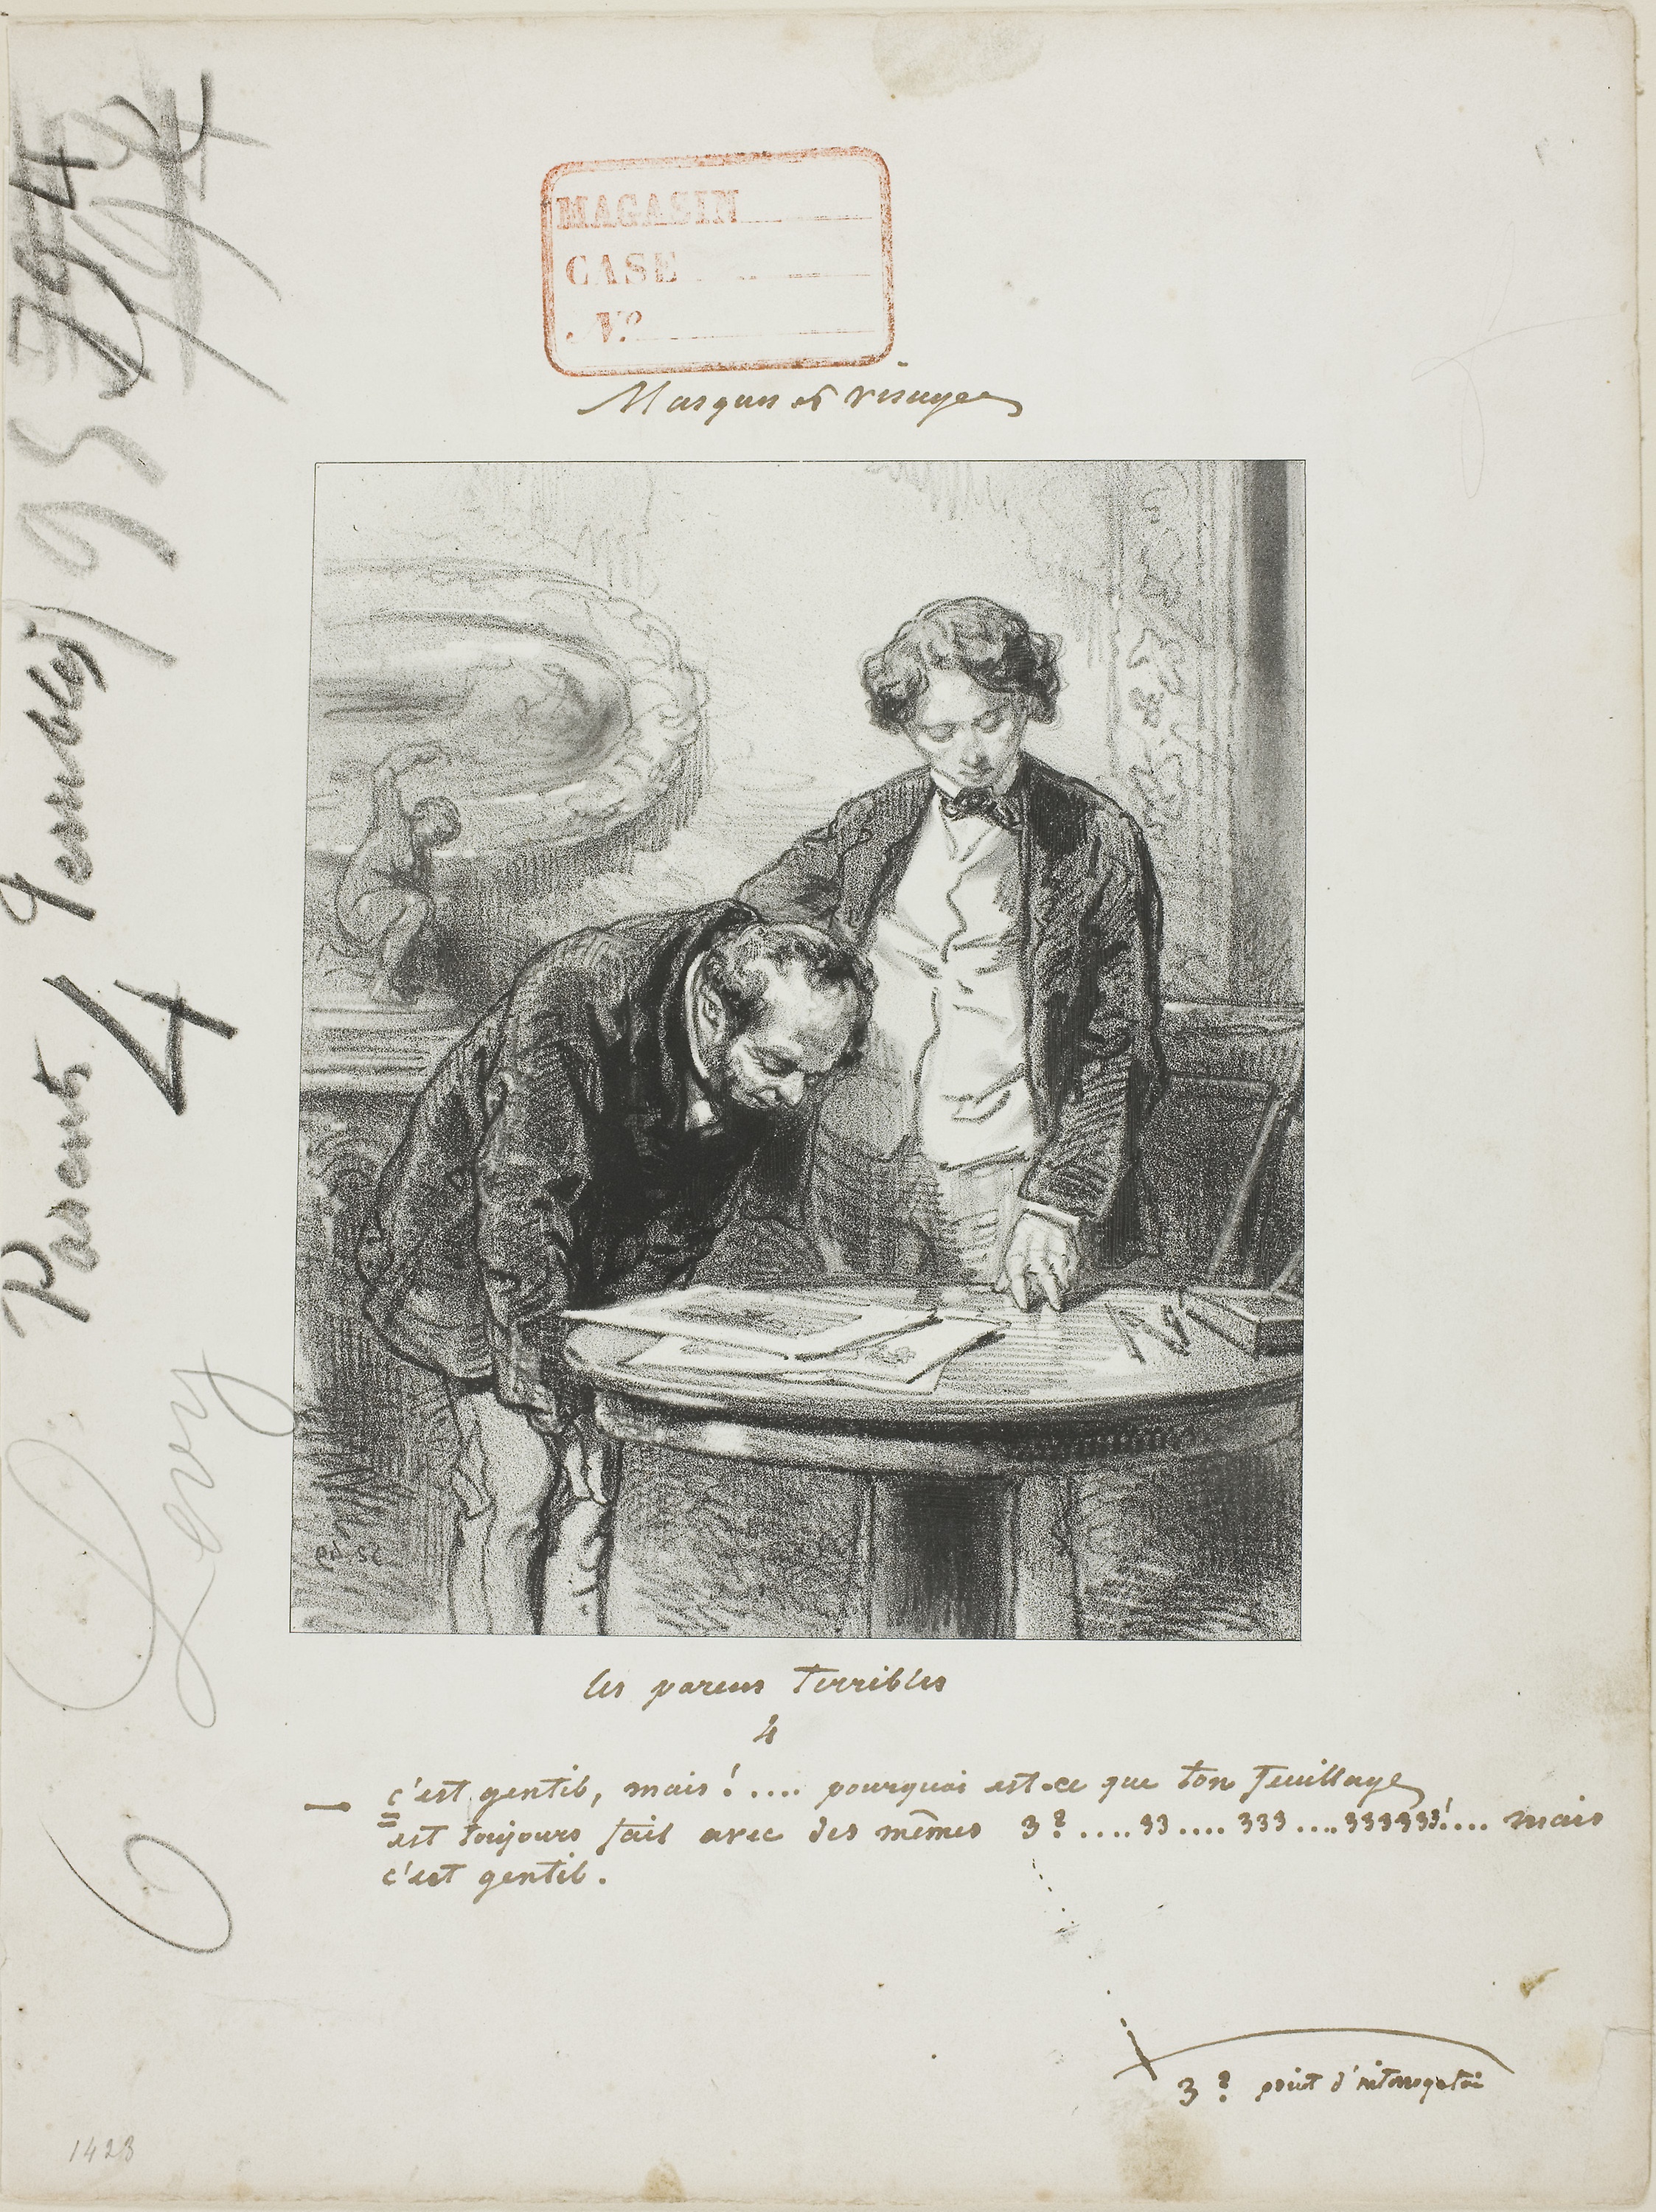 MAGASIN
CASE
N°
Masques et visages
les parens Terribles
4
— c'est gentil, mais !.... pourquoi est-ce que ton feuillage
est toujours fait avec des mêmes 3?....33....333....333333!.... mais
c'est gentil.
3 ? point d'interrogation
1423
Parents Terribles
4
Levy
6